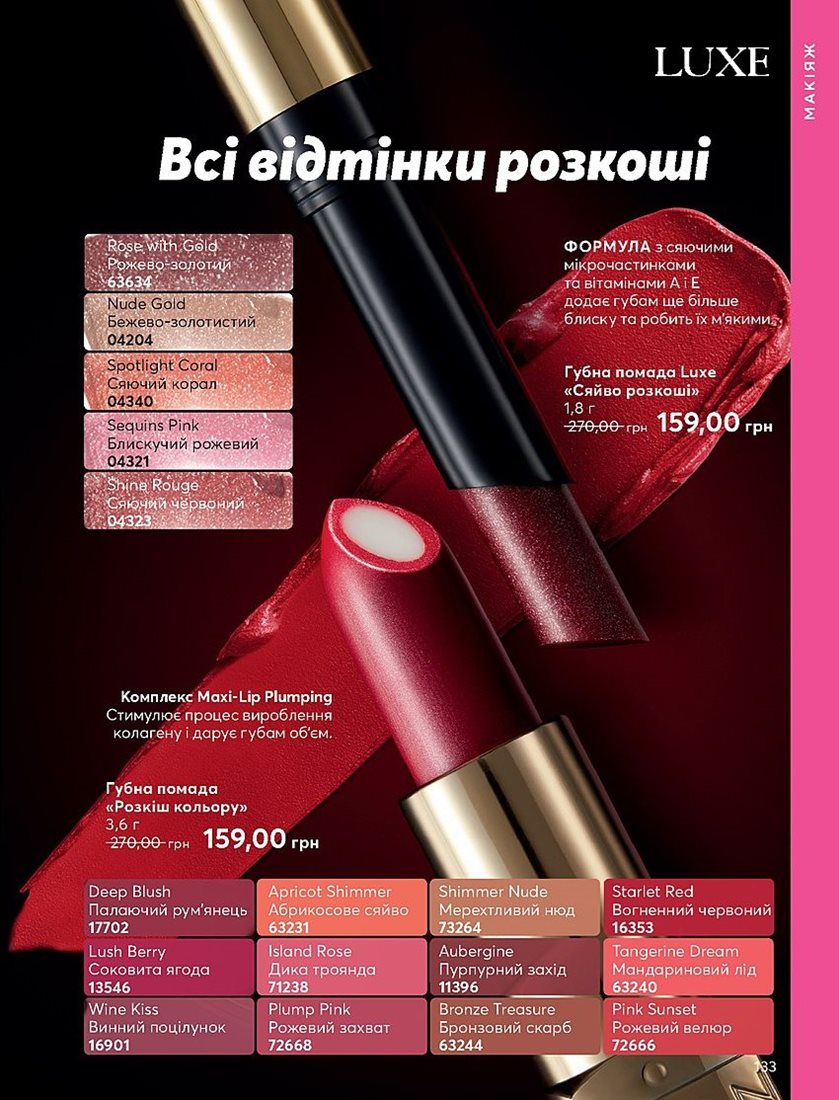 LUXE
МАКІЯЖ
Всі відтінки розкоші
Rose with Gold
Рожево-золотий
63634
Nude Gold
Бежево-золотистий
04204
Spotlight Coral
Сяючий корал
04340
Sequins Pink
Блискучий рожевий
04321
Shine Rouge
Сяючий червоний
04323
ФОРМУЛА з сяючими
мікрочастинками
та вітамінами А і Е
додає губам ще більше
блиску та робить їх м'якими.
Губна помада Luxe
«Сяйво розкоші»
1,8 г
270,00 грн 159,00 грн
Комплекс Maxi-Lip Plumping
Стимулює процес вироблення
колагену і дарує губам об'єм.
Губна помада
«Розкіш кольору»
3,6 г
270,00 грн 159,00 грн
Deep Blush
Палаючий рум'янець
17702
Apricot Shimmer
Абрикосове сяйво
63231
Shimmer Nude
Мерехтливий нюд
73264
Starlet Red
Вогненний червоний
16353
Lush Berry
Соковита ягода
13546
Island Rose
Дика троянда
71238
Aubergine
Пурпурний захід
11396
Tangerine Dream
Мандариновий лід
63240
Wine Kiss
Винний поцілунок
16901
Plump Pink
Рожевий захват
72668
Bronze Treasure
Бронзовий скарб
63244
Pink Sunset
Рожевий велюр
72666
133